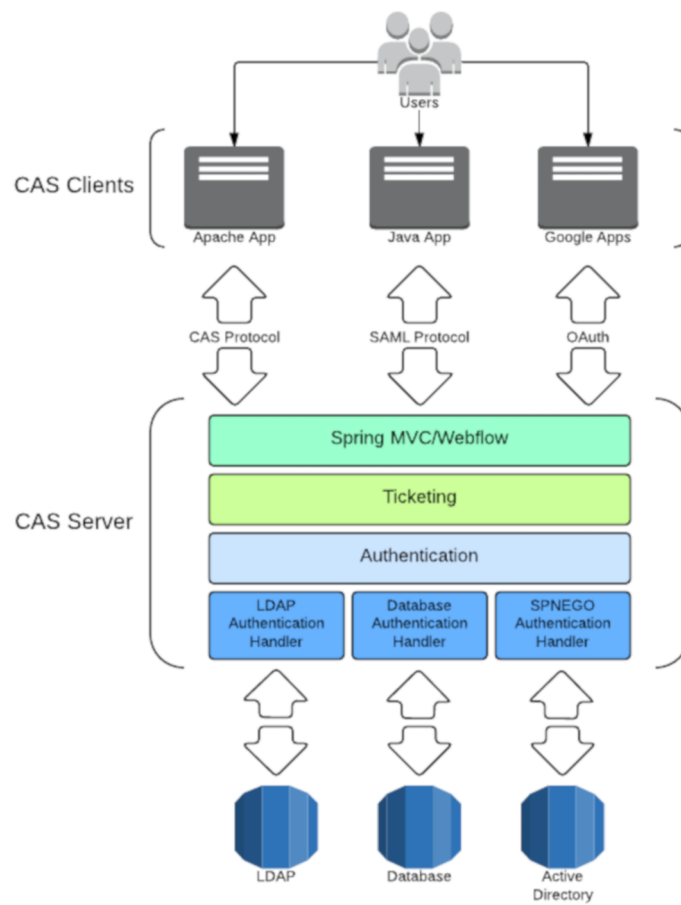 Users
CAS Clients
Apache App
Java App
Google Apps
CAS Protocol
SAML Protocol
OAuth
CAS Server
Spring MVC/Webflow
Ticketing
Authentication
LDAP
Authentication
Handler
Database
Authentication
Handler
SPNEGO
Authentication
Handler
LDAP
Database
Active
Directory